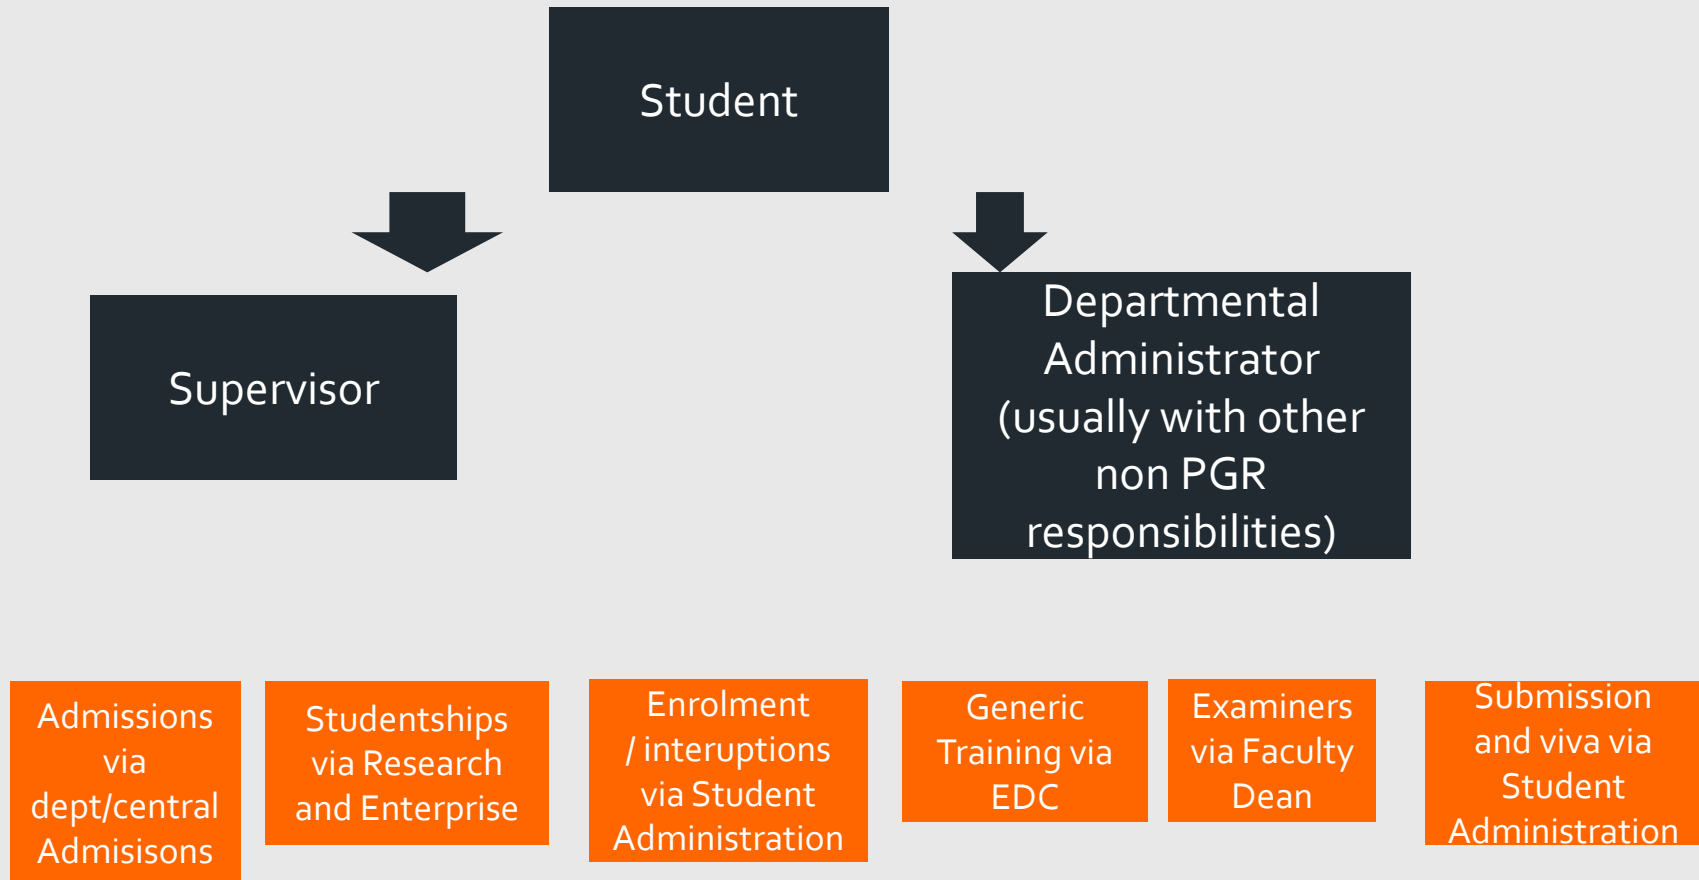 Student
Supervisor
Departmental
Administrator
(usually with other
non PGR
responsibilities)
Admissions
via
dept/central
Admisisons
Studentships
via Research
and Enterprise
Enrolment
/ interuptions
via Student
Administration
Generic
Training via
EDC
Examiners
via Faculty
Dean
Submission
and viva via
Student
Administration